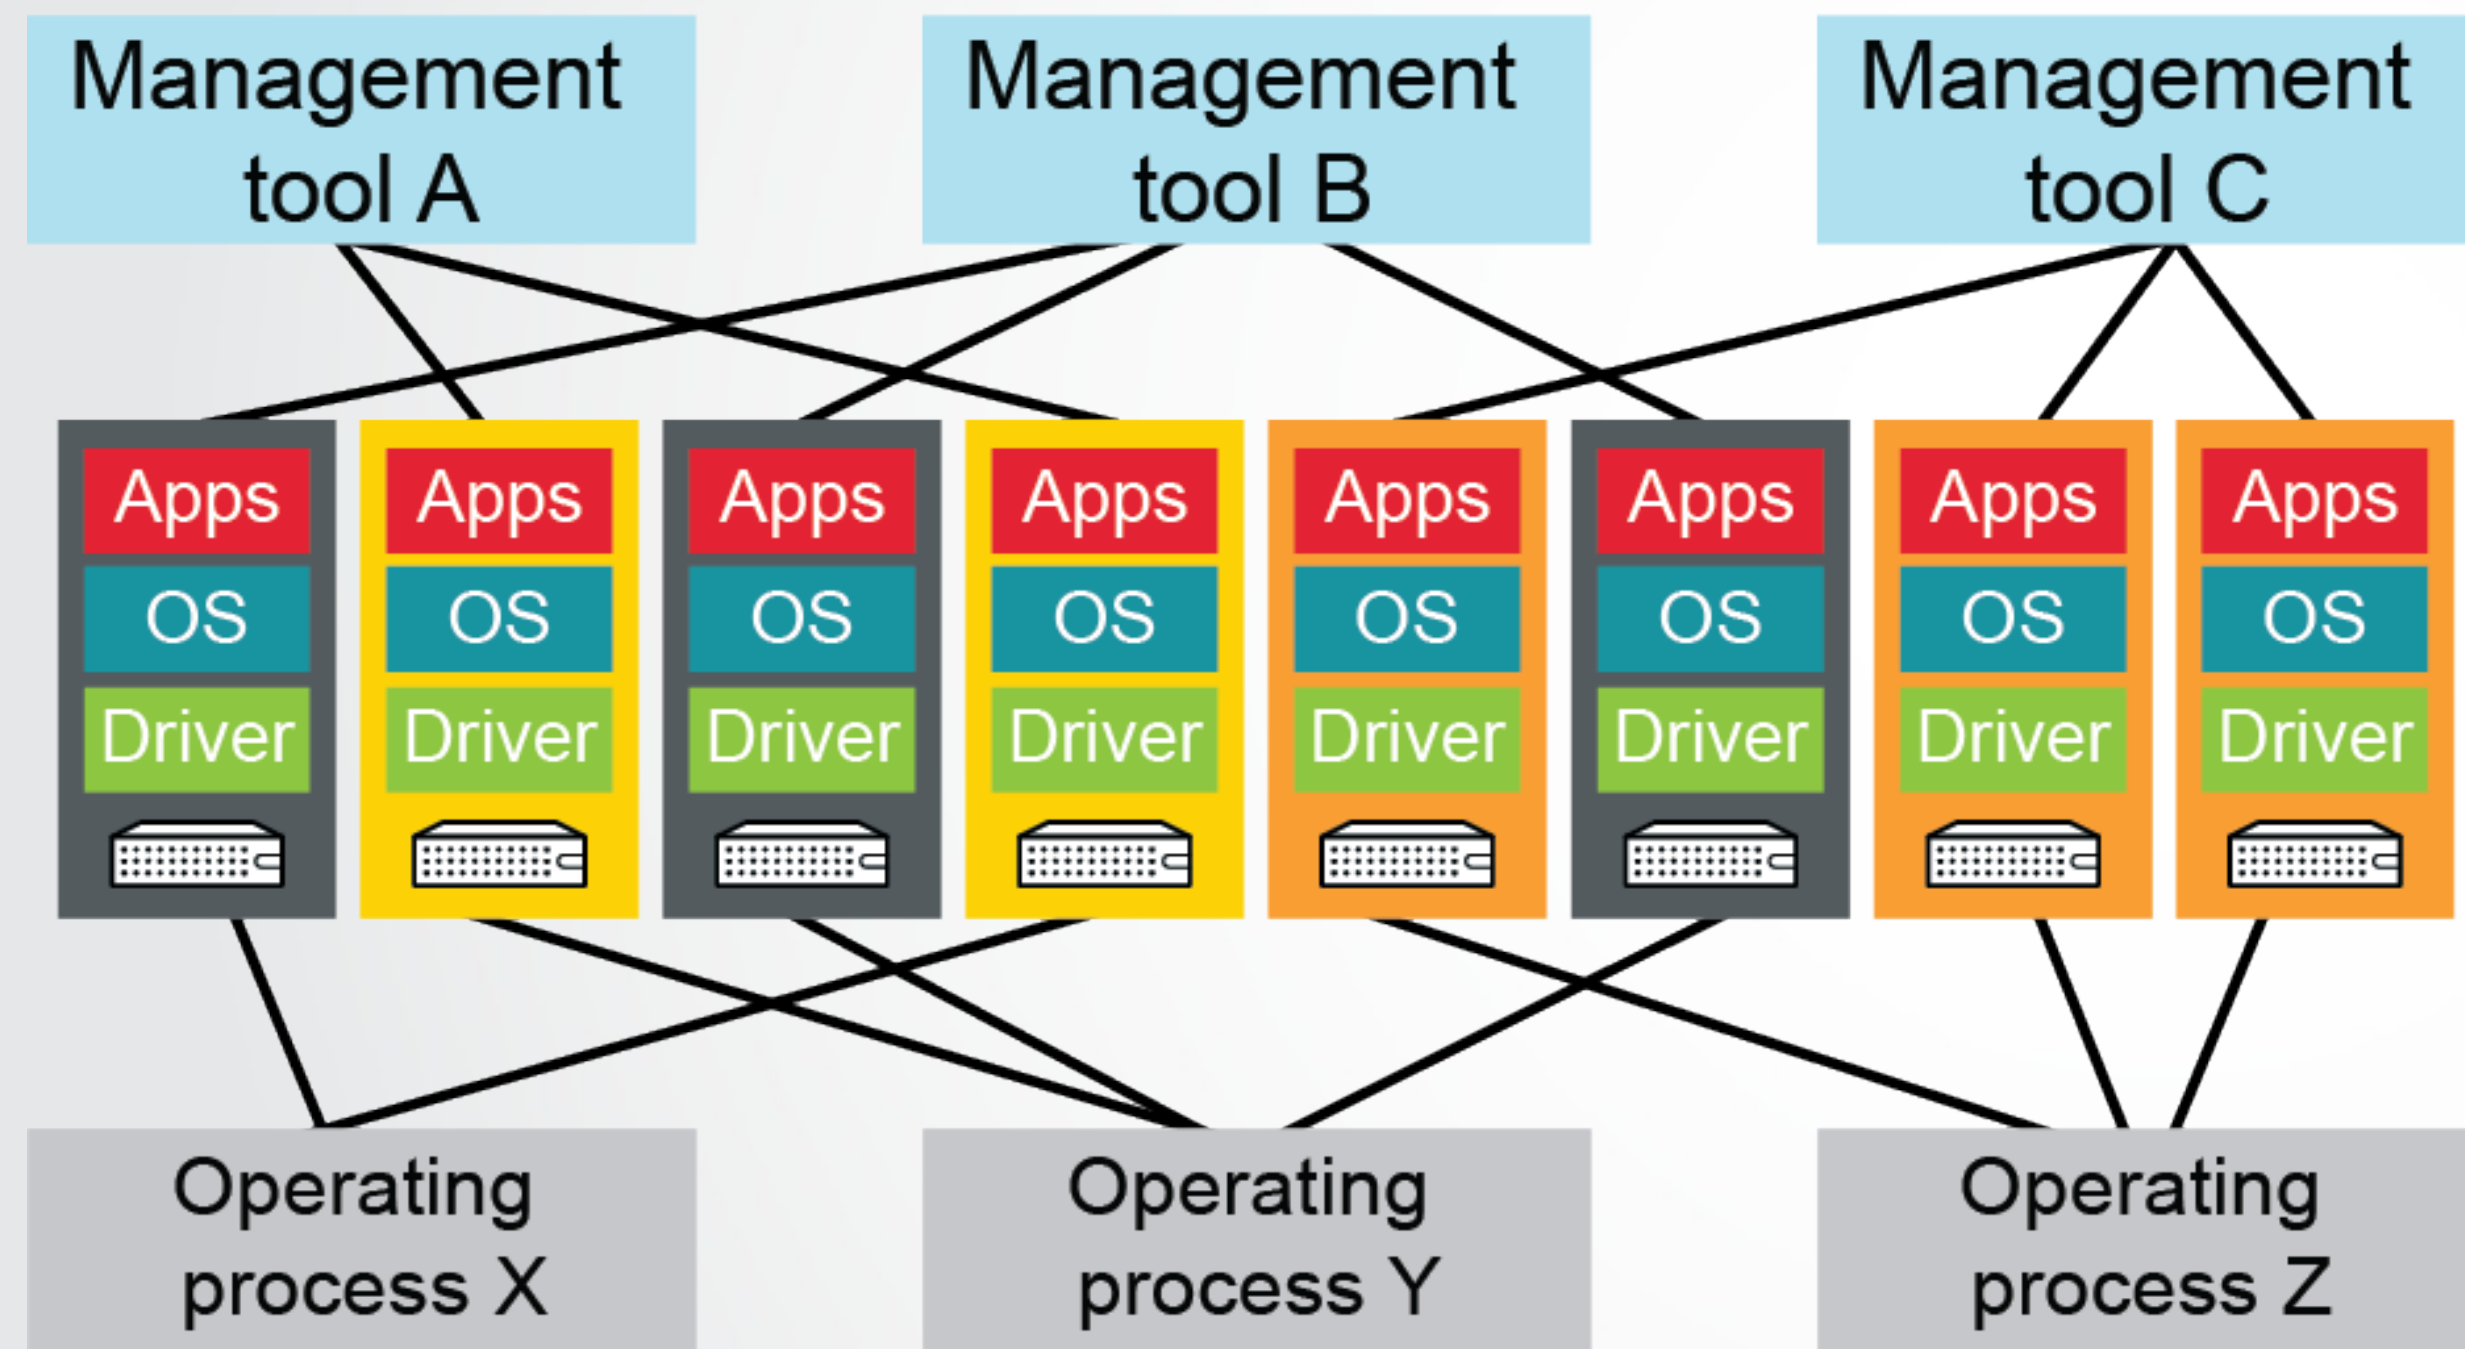 Management
tool A
Management
tool B
Management
tool C
Apps
OS
Driver
Apps
OS
Driver
Apps
OS
Driver
Apps
OS
Driver
Apps
OS
Driver
Apps
OS
Driver
Apps
OS
Driver
Apps
OS
Driver
Operating
process X
Operating
process Y
Operating
process Z